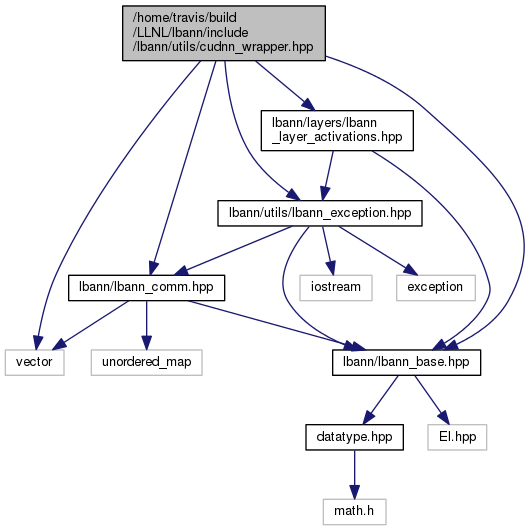 /home/travis/build
/LLNL/lbann/include
/lbann/utils/cudnn_wrapper.hpp
lbann/layers/lbann
_layer_activations.hpp
lbann/utils/lbann_exception.hpp
lbann/lbann_comm.hpp
iostream
exception
vector
unordered_map
lbann/lbann_base.hpp
datatype.hpp
El.hpp
math.h